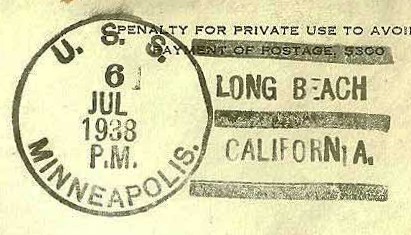 PENALTY FOR PRIVATE USE TO AVOI
PAYMENT OF POSTAGE, $300
U. S. S.
6
JUL
1938
P.M.
MINNEAPOLIS.
LONG BEACH
CALIFORNIA.